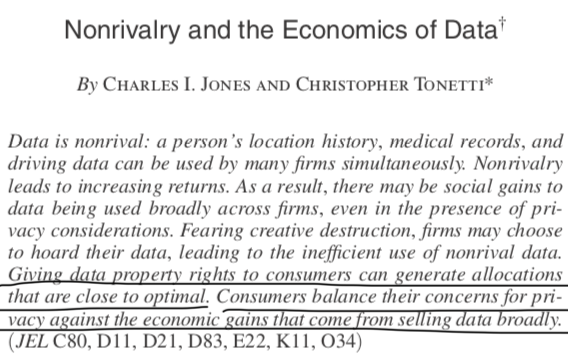 Nonrivalry and the Economics of Data†
By CHARLES I. JONES AND CHRISTOPHER TONETTI*
Data is nonrival: a person's location history, medical records, and
driving data can be used by many firms simultaneously. Nonrivalry
leads to increasing returns. As a result, there may be social gains to
data being used broadly across firms, even in the presence of pri-
vacy considerations. Fearing creative destruction, firms may choose
to hoard their data, leading to the inefficient use of nonrival data.
Giving data property rights to consumers can generate allocations
that are close to optimal. Consumers balance their concerns for pri-
vacy against the economic gains that come from selling data broadly.
(JEL C80, D11, D21, D83, E22, K11, O34)